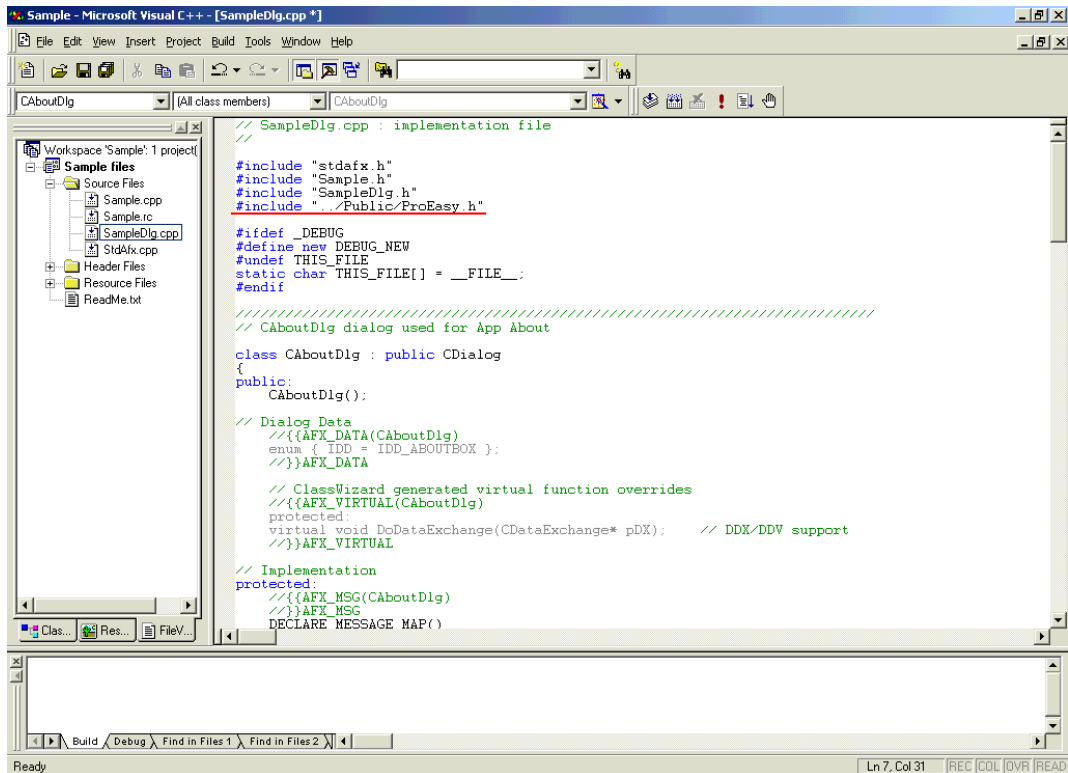 Sample - Microsoft Visual C++ - [SampleDlg.cpp *]
File Edit View Insert Project Build Tools Window Help
CAboutDlg (All class members) CAboutDlg
Workspace 'Sample': 1 project(
Sample files
Source Files
Sample.cpp
Sample.rc
SampleDlg.cpp
StdAfx.cpp
Header Files
Resource Files
ReadMe.txt
Clas... Res... FileV...
// SampleDlg.cpp : implementation file
//
#include "stdafx.h"
#include "Sample.h"
#include "SampleDlg.h"
#include "../Public/ProEasy.h"
#ifdef _DEBUG
#define new DEBUG_NEW
#undef THIS_FILE
static char THIS_FILE[] = __FILE__;
#endif
/////////////////////////////////////////////////////////////////////////////
// CAboutDlg dialog used for App About
class CAboutDlg : public CDialog
{
public:
CAboutDlg();
// Dialog Data
//{{AFX_DATA(CAboutDlg)
enum { IDD = IDD_ABOUTBOX };
//}}AFX_DATA
// ClassWizard generated virtual function overrides
//{{AFX_VIRTUAL(CAboutDlg)
protected:
virtual void DoDataExchange(CDataExchange* pDX); // DDX/DDV support
//}}AFX_VIRTUAL
// Implementation
protected:
//{{AFX_MSG(CAboutDlg)
//}}AFX_MSG
DECLARE_MESSAGE_MAP()
Build Debug Find in Files 1 Find in Files 2
Ready Ln 7, Col 31 REC COL OVR READ